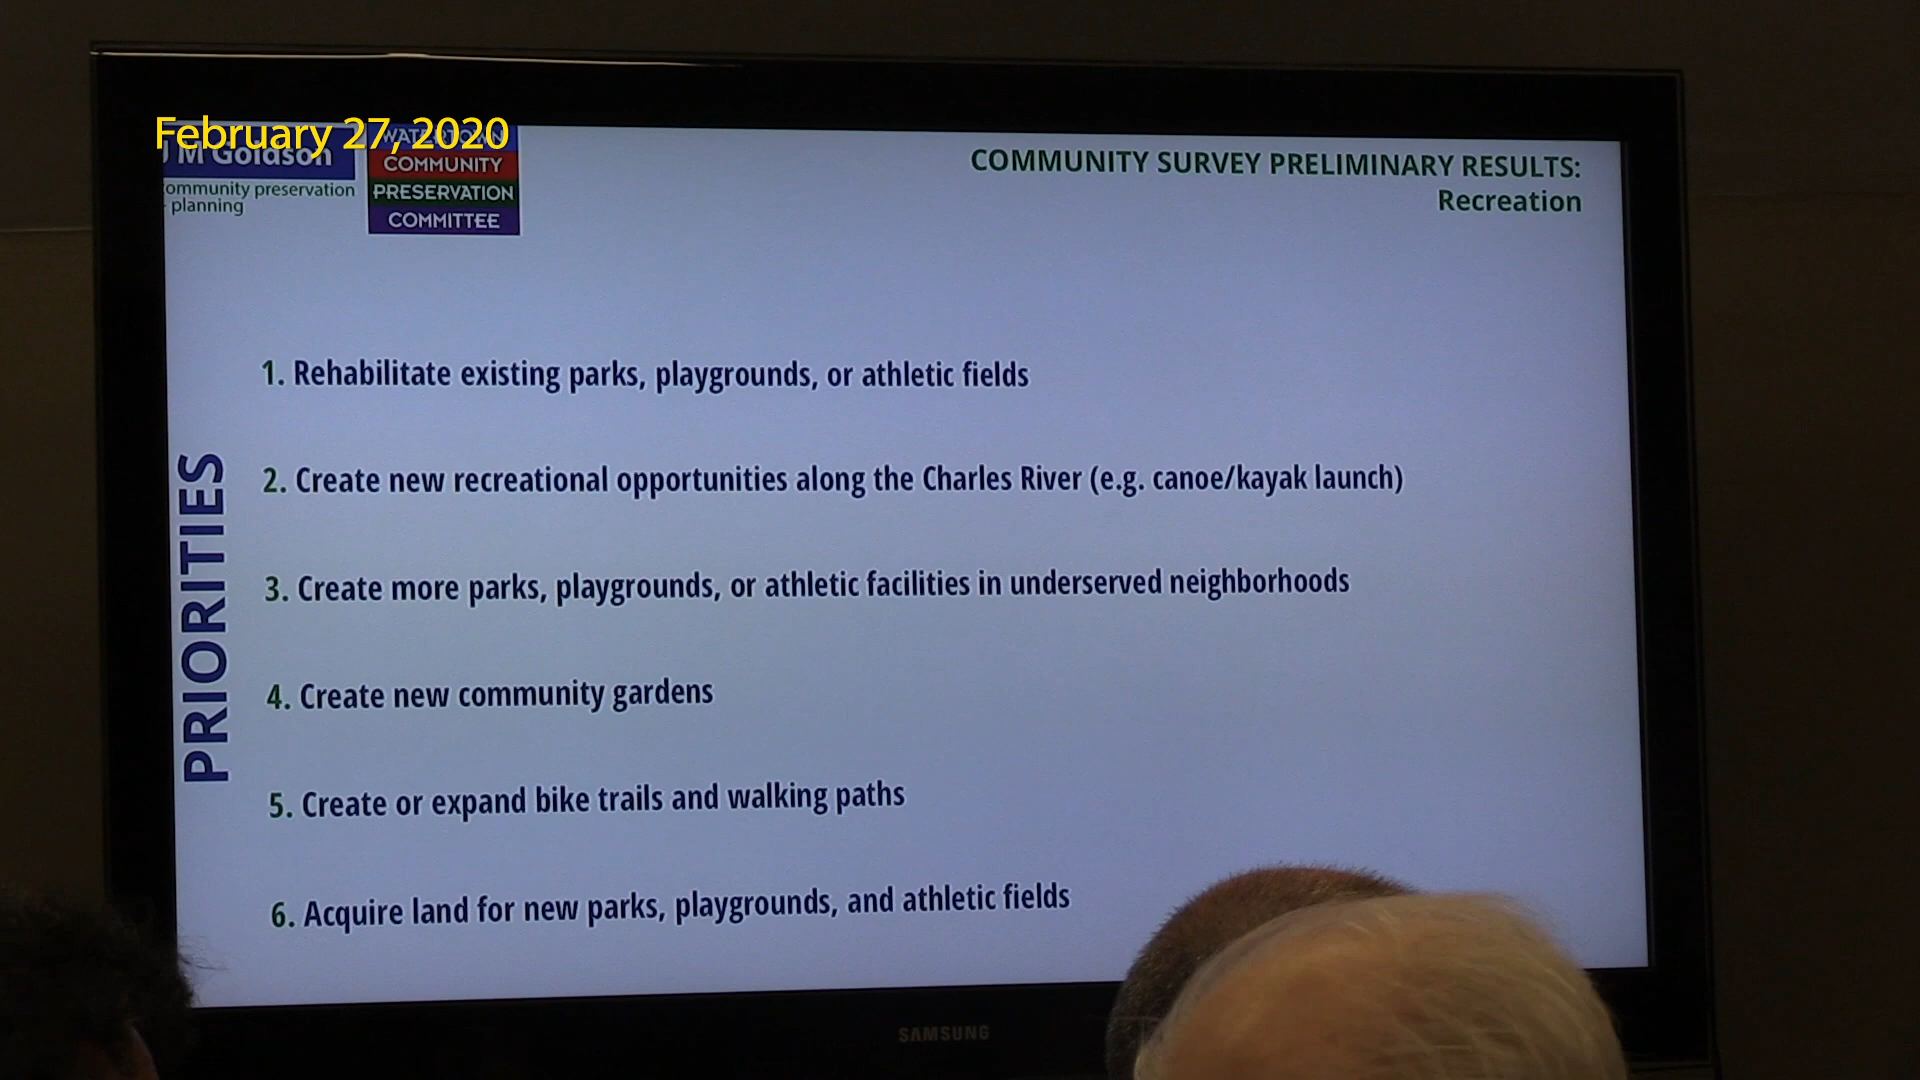 February 27, 2020
J M Goldson
ommunity preservation
planning
WATERTOWN
COMMUNITY
PRESERVATION
COMMITTEE
COMMUNITY SURVEY PRELIMINARY RESULTS:
Recreation
PRIORITIES
1. Rehabilitate existing parks, playgrounds, or athletic fields
2. Create new recreational opportunities along the Charles River (e.g. canoe/kayak launch)
3. Create more parks, playgrounds, or athletic facilities in underserved neighborhoods
4. Create new community gardens
5. Create or expand bike trails and walking paths
6. Acquire land for new parks, playgrounds, and athletic fields
SAMSUNG